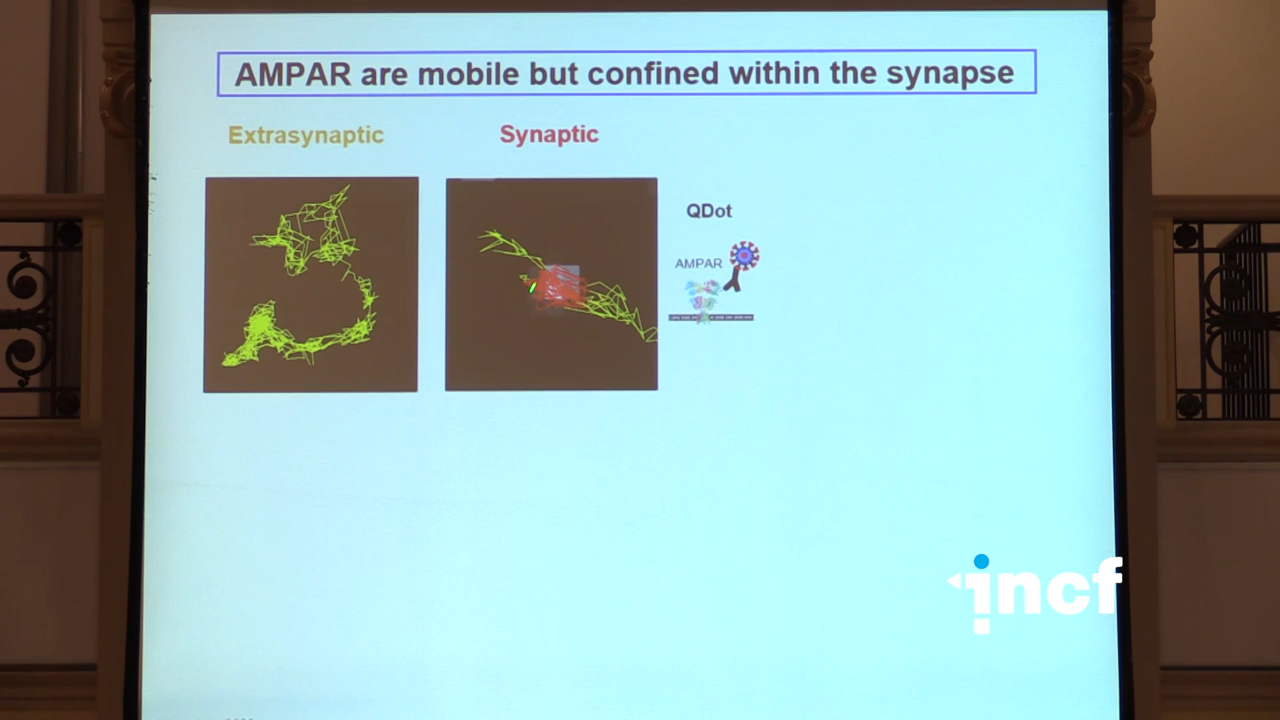 AMPAR are mobile but confined within the synapse
Extrasynaptic
Synaptic
QDot
AMPAR
incf